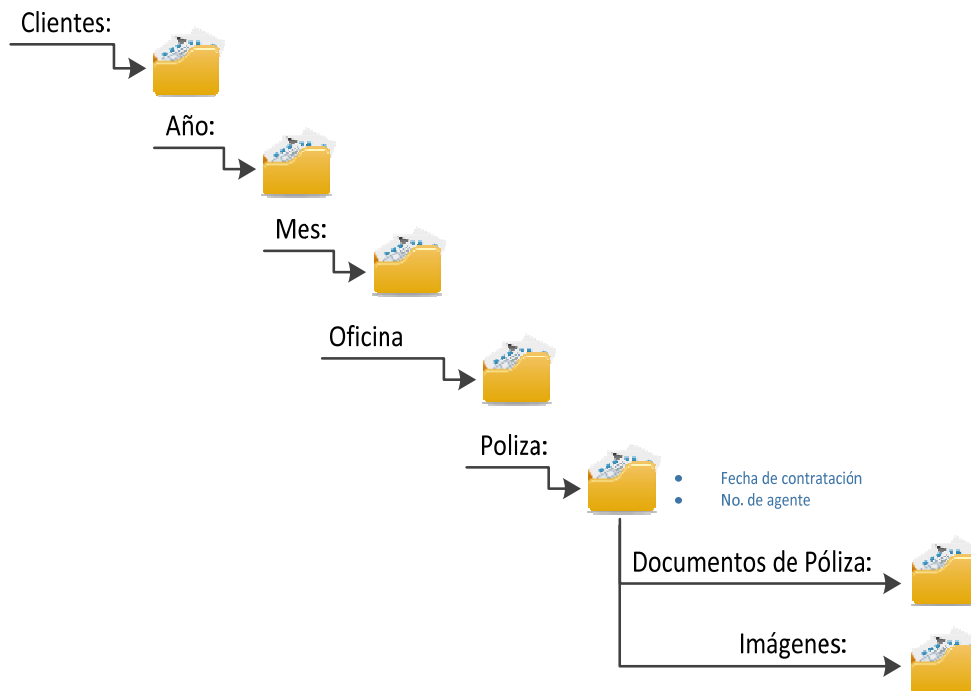 Clientes:
Año:
Mes:
Oficina
Poliza:
• Fecha de contratación
• No. de agente
Documentos de Póliza:
Imágenes: